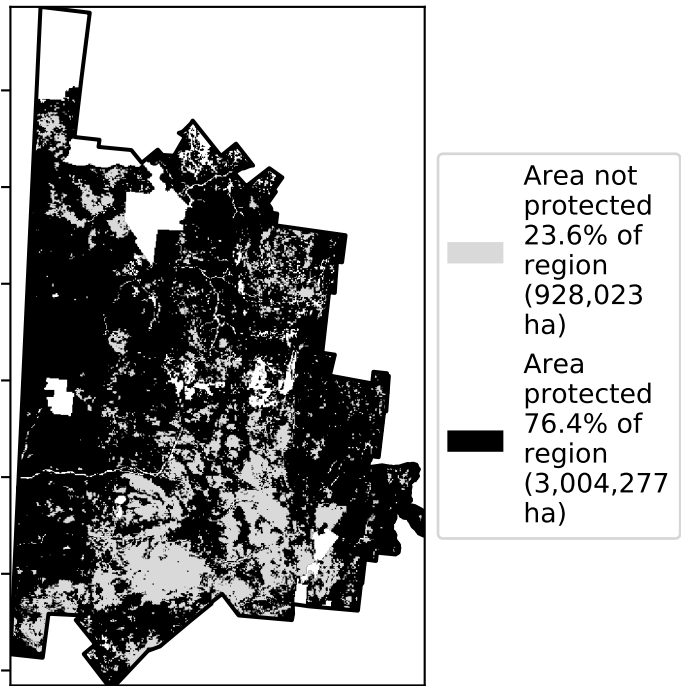 Area not
protected
23.6% of
region
(928,023
ha)
Area
protected
76.4% of
region
(3,004,277
ha)